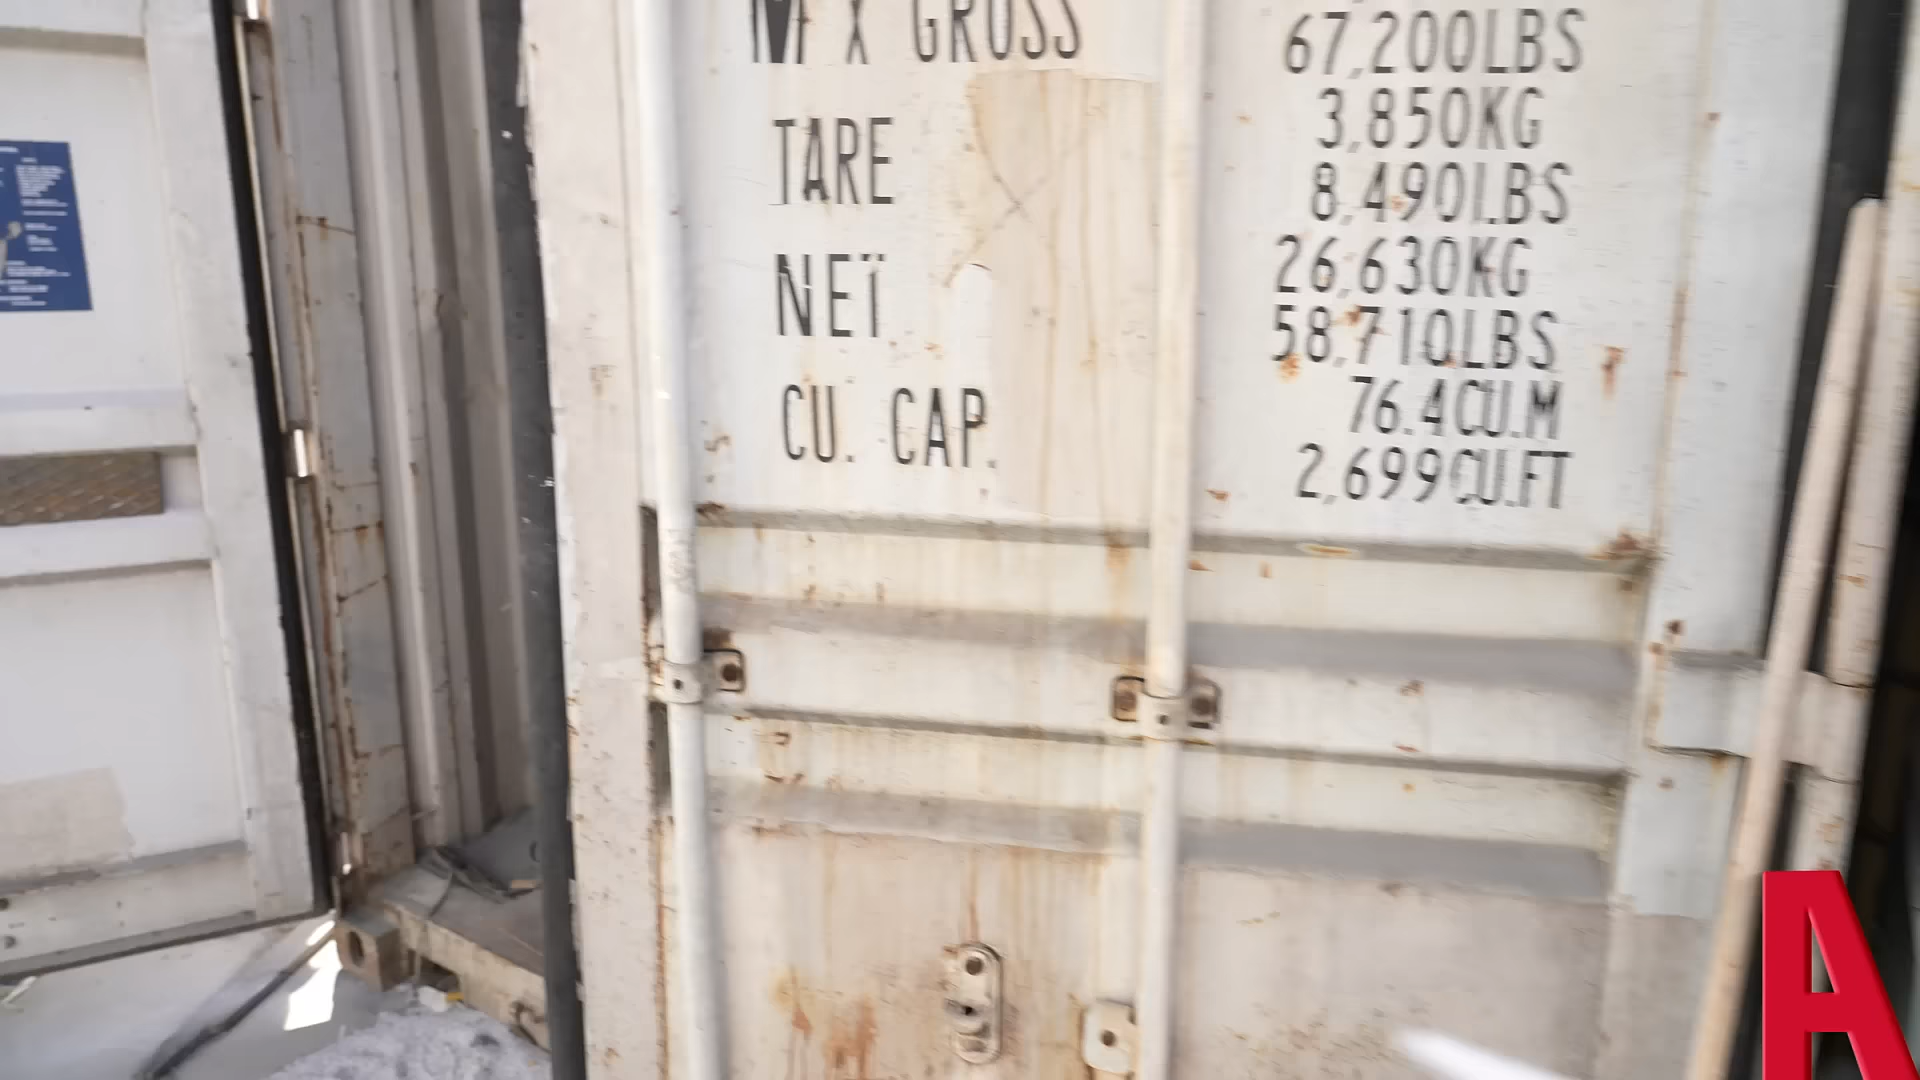 MAX GROSS
67,200LBS
TARE
3,850KG
8,490LBS
NET
26,630KG
58,710LBS
CU. CAP.
76.4CU.M
2,699CU.FT
A